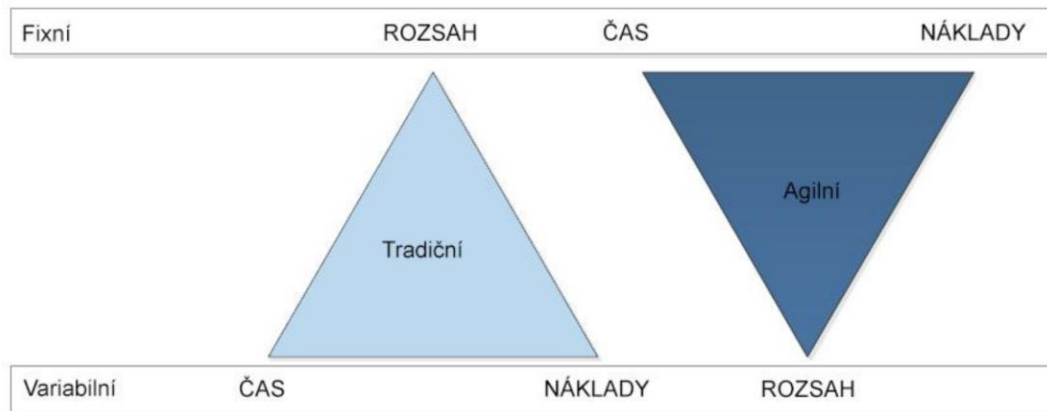 Fixní ROZSAH ČAS NÁKLADY
Agilní
Tradiční
Variabilní ČAS NÁKLADY ROZSAH